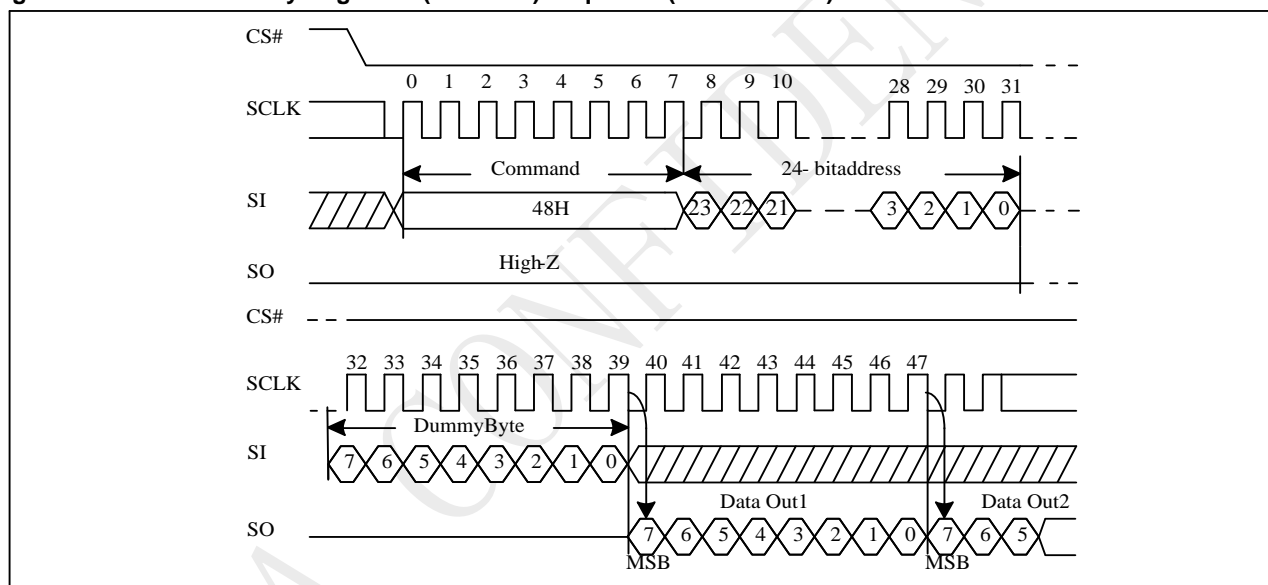 CS#
0 1 2 3 4 5 6 7 8 9 10 28 29 30 31
SCLK
Command 24- bitaddress
SI 48H 23 22 21 3 2 1 0
High-Z
SO
CS#
32 33 34 35 36 37 38 39 40 41 42 43 44 45 46 47
SCLK
DummyByte
SI 7 6 5 4 3 2 1 0
Data Out1 Data Out2
SO 7 6 5 4 3 2 1 0 7 6 5
MSB MSB